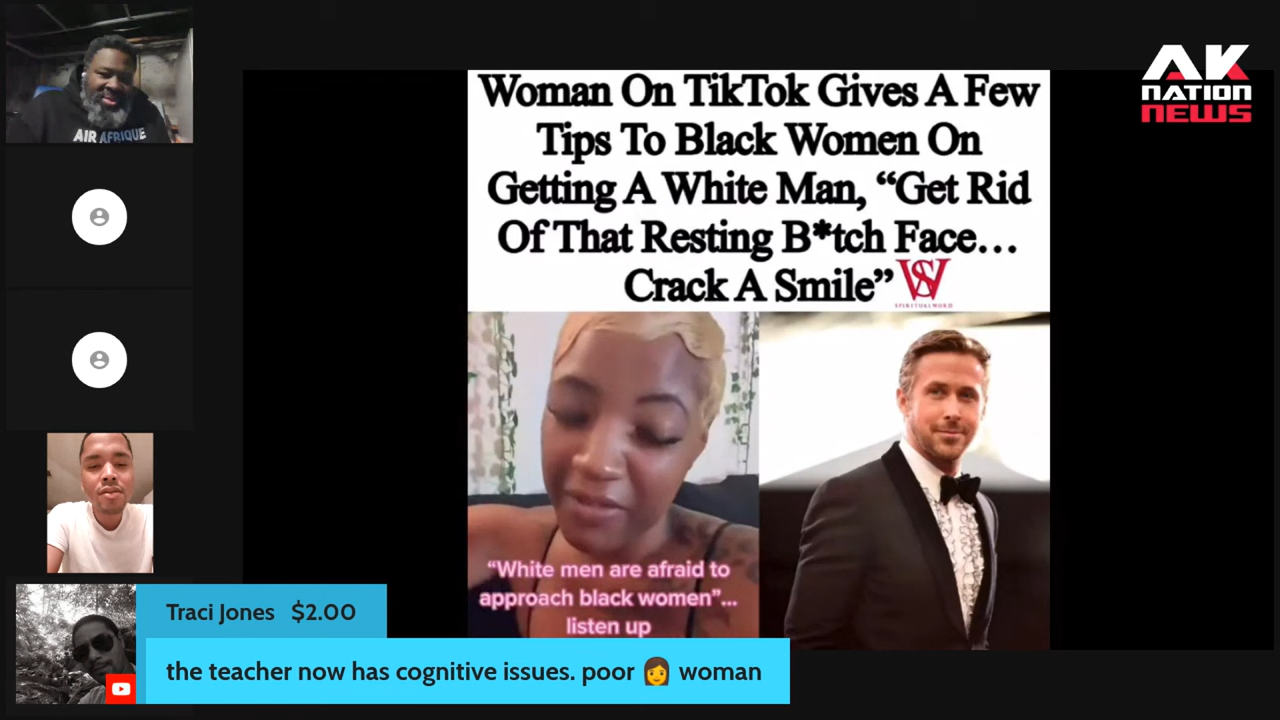 AIR AFRIQUE
AK
NATION
NEWS
Woman On TikTok Gives A Few
Tips To Black Women On
Getting A White Man, “Get Rid
Of That Resting B*tch Face…
Crack A Smile”
SW
SPIRITUALWORD
“White men are afraid to
approach black women”...
listen up
Traci Jones $2.00
the teacher now has cognitive issues. poor 👩 woman